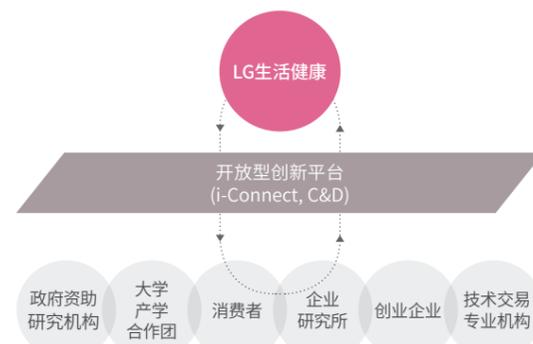 LG生活健康
开放型创新平台
(i-Connect, C&D)
政府资助
研究机构
大学
产学
合作团
消费者
企业
研究所
创业企业
技术交易
专业机构